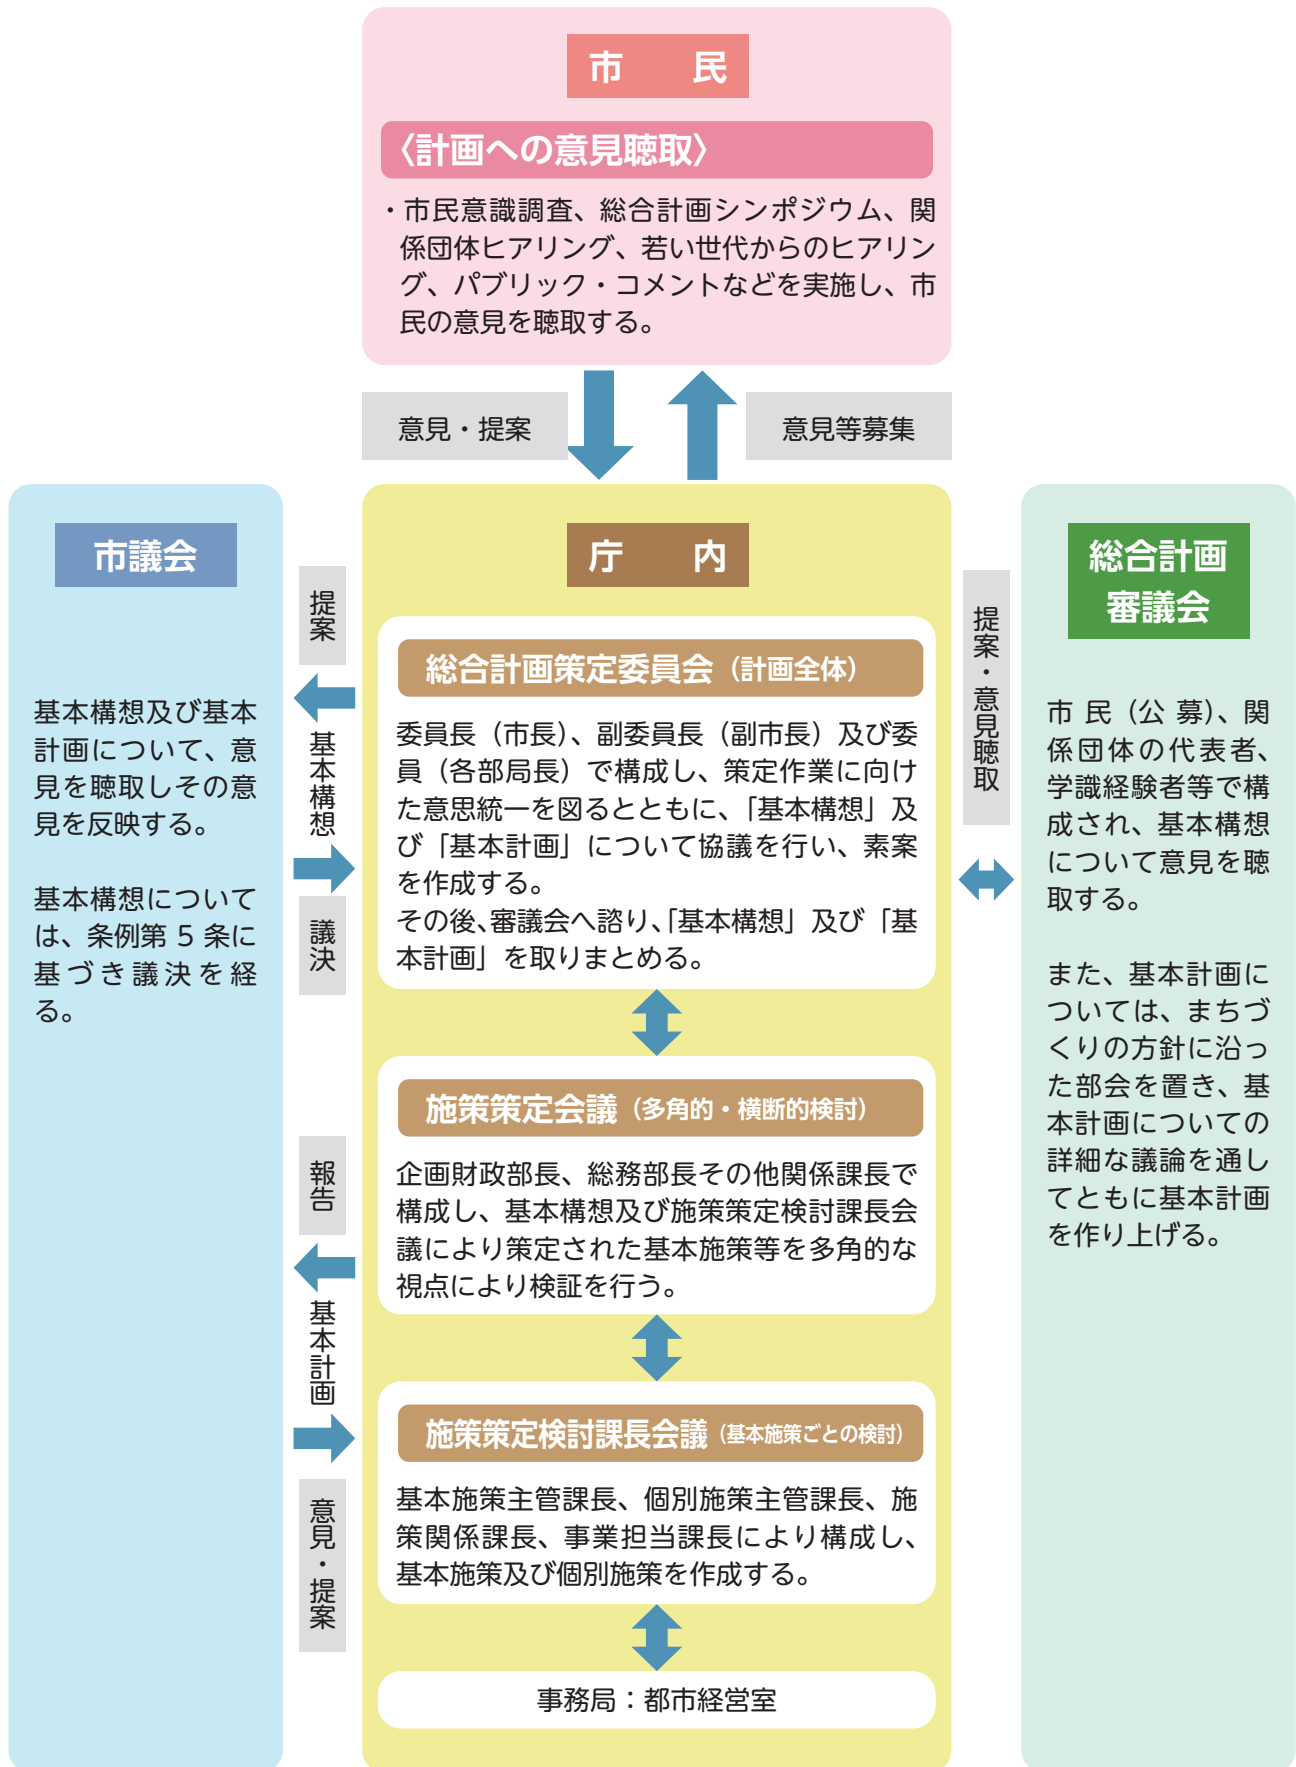 市　民
〈計画への意見聴取〉
・市民意識調査、総合計画シンポジウム、関
係団体ヒアリング、若い世代からのヒアリン
グ、パブリック・コメントなどを実施し、市
民の意見を聴取する。
意見・提案
意見等募集
市議会
基本構想及び基本
計画について、意
見を聴取しその意
見を反映する。
基本構想について
は、条例第 5 条に
基づき議決を経
る。
提案
基本構想
議決
報告
基本計画
意見・提案
庁　内
総合計画策定委員会（計画全体）
委員長（市長）、副委員長（副市長）及び委
員（各部局長）で構成し、策定作業に向け
た意思統一を図るとともに、「基本構想」及
び「基本計画」について協議を行い、素案
を作成する。
その後、審議会へ諮り、「基本構想」及び「基
本計画」を取りまとめる。
施策策定会議（多角的・横断的検討）
企画財政部長、総務部長その他関係課長で
構成し、基本構想及び施策策定検討課長会
議により策定された基本施策等を多角的な
視点により検証を行う。
施策策定検討課長会議（基本施策ごとの検討）
基本施策主管課長、個別施策主管課長、施
策関係課長、事業担当課長により構成し、
基本施策及び個別施策を作成する。
事務局：都市経営室
提案・意見聴取
総合計画
審議会
市 民（公 募）、関
係団体の代表者、
学識経験者等で構
成され、基本構想
について意見を聴
取する。
また、基本計画に
ついては、まちづ
くりの方針に沿っ
た部会を置き、基
本計画についての
詳細な議論を通し
てともに基本計画
を作り上げる。